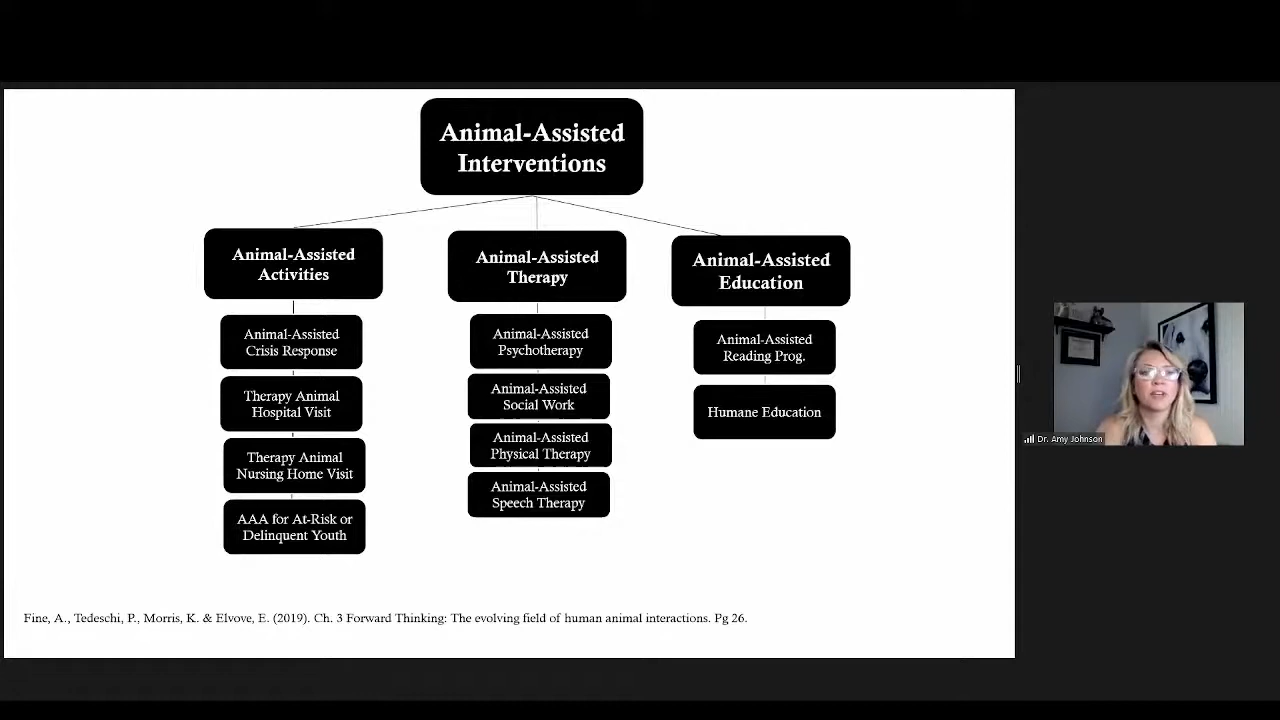 Animal-Assisted
Interventions
Animal-Assisted
Activities
Animal-Assisted
Crisis Response
Therapy Animal
Hospital Visit
Therapy Animal
Nursing Home Visit
AAA for At-Risk or
Delinquent Youth
Animal-Assisted
Therapy
Animal-Assisted
Psychotherapy
Animal-Assisted
Social Work
Animal-Assisted
Physical Therapy
Animal-Assisted
Speech Therapy
Animal-Assisted
Education
Animal-Assisted
Reading Prog.
Humane Education
Fine, A., Tedeschi, P., Morris, K. & Elvove, E. (2019). Ch. 3 Forward Thinking: The evolving field of human animal interactions. Pg 26.
Dr. Amy Johnson